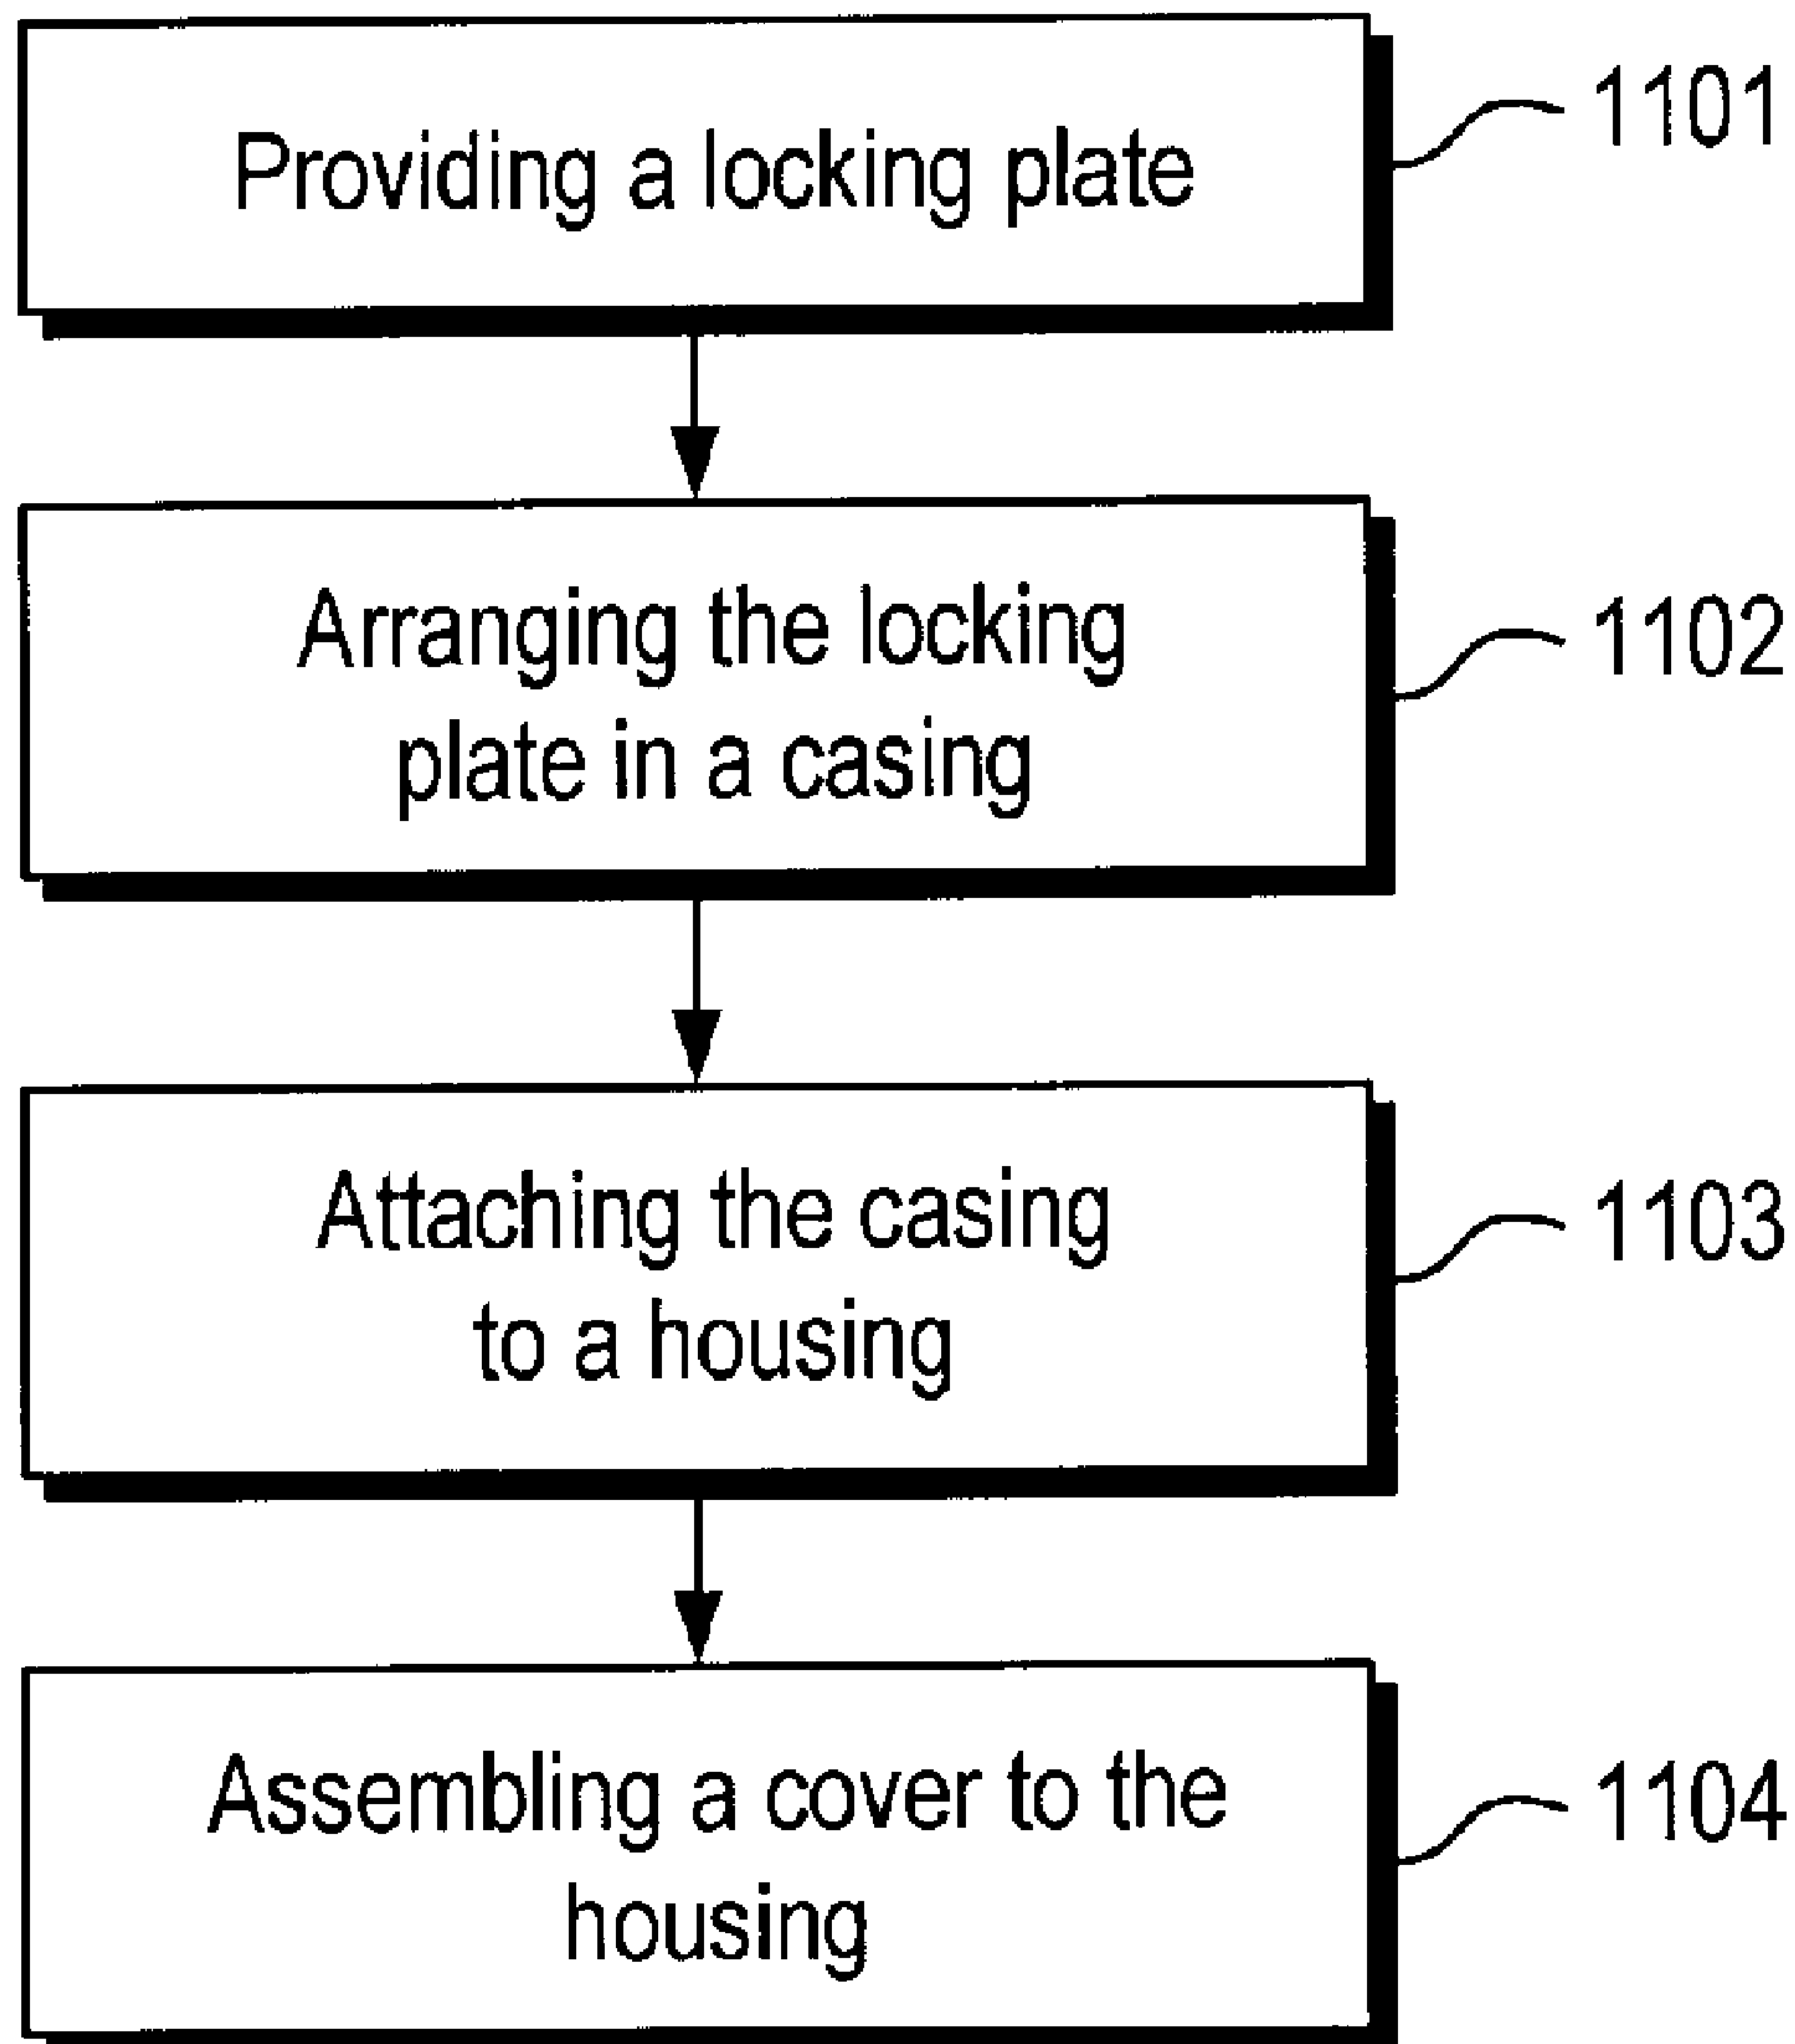 Providing a locking plate
1101
Arranging the locking
plate in a casing
1102
Attaching the casing
to a housing
1103
Assembling a cover to the
housing
1104